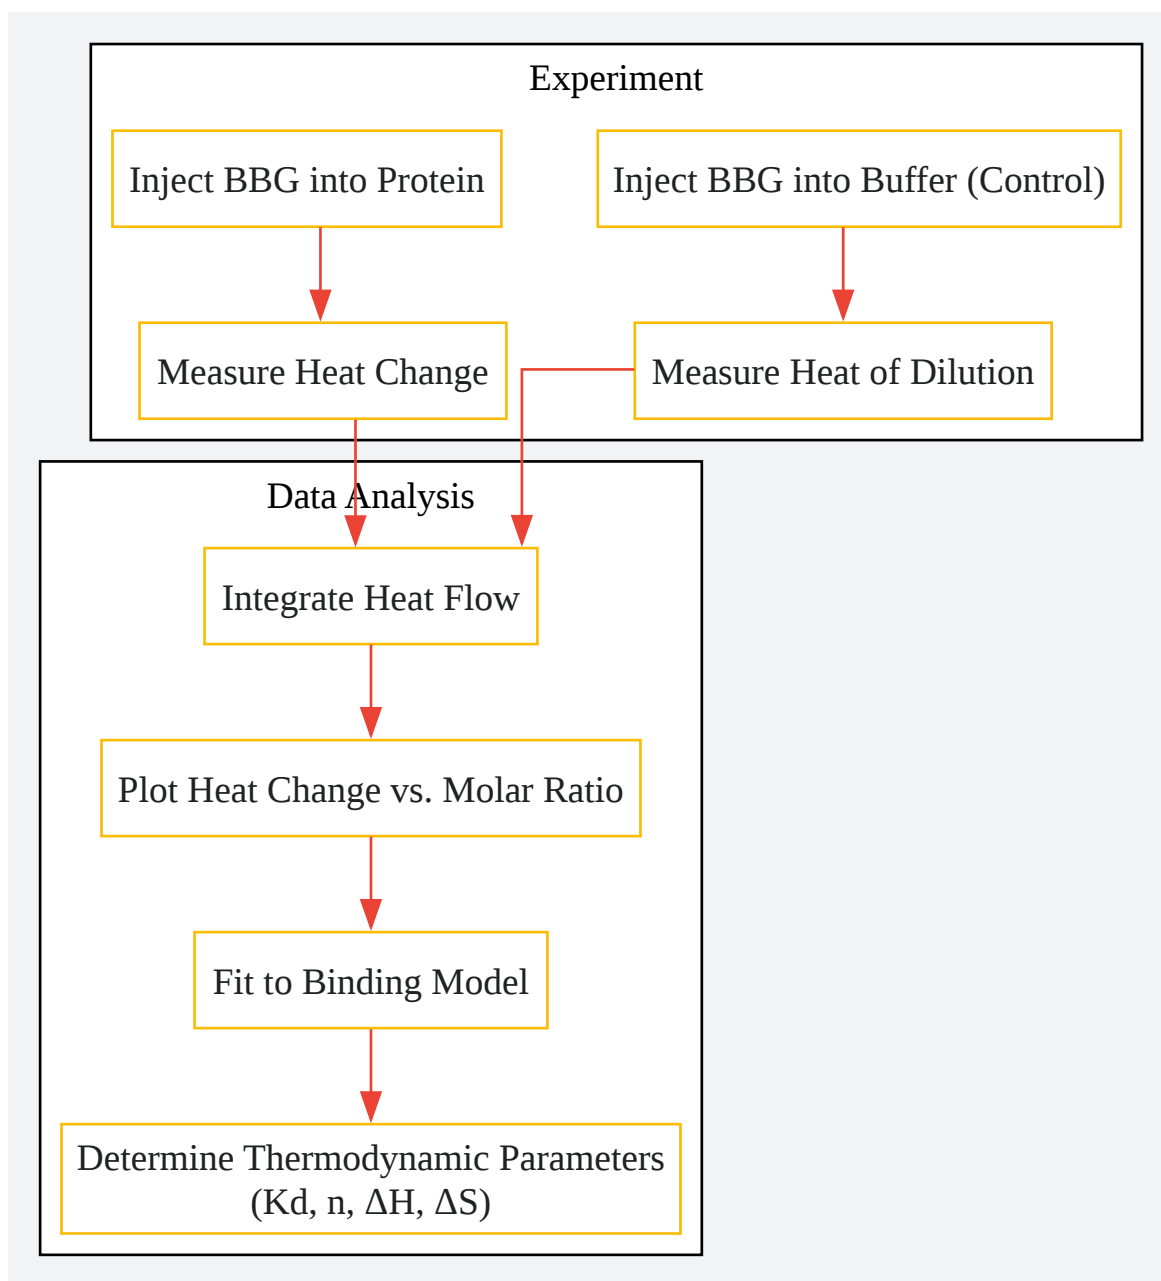 Experiment
Inject BBG into Protein
Inject BBG into Buffer (Control)
Measure Heat Change
Measure Heat of Dilution
Data Analysis
Integrate Heat Flow
Plot Heat Change vs. Molar Ratio
Fit to Binding Model
Determine Thermodynamic Parameters
(Kd, n, ΔH, ΔS)